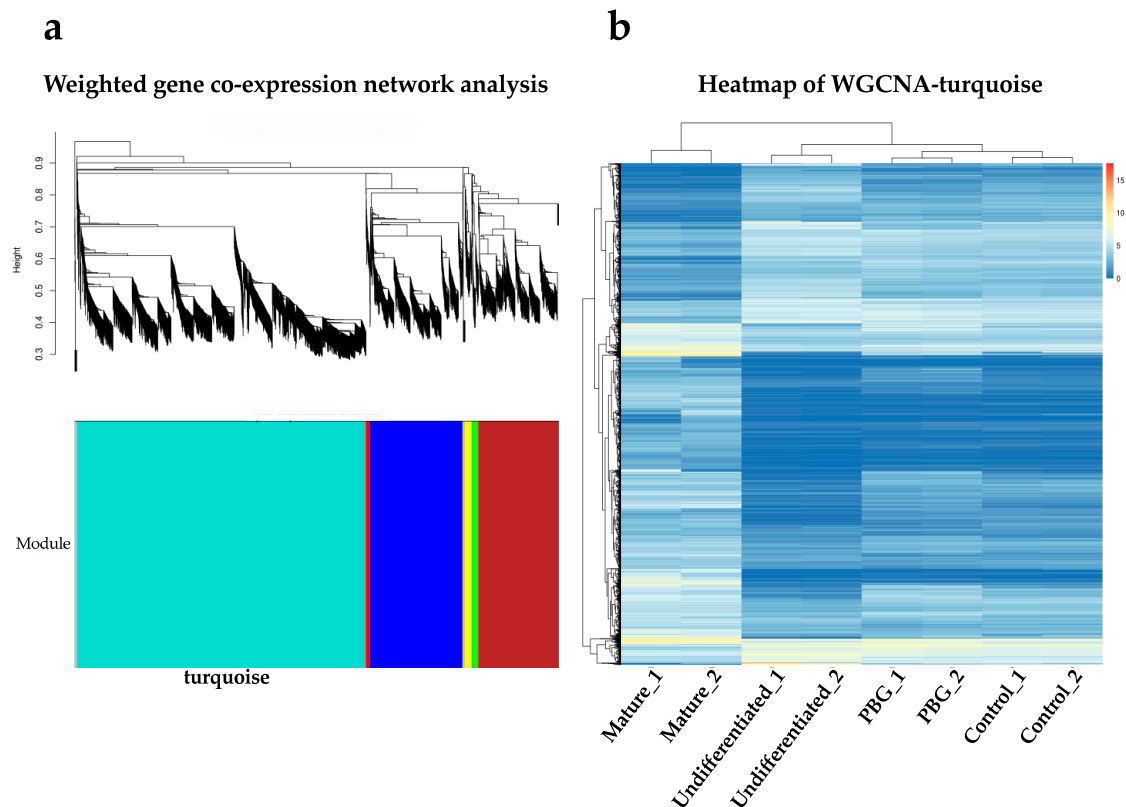 a
b
Weighted gene co-expression network analysis
Heatmap of WGCNA-turquoise
Height
0.9
0.8
0.7
0.6
0.5
0.4
0.3
Module
turquoise
15
10
5
0
Mature_1
Mature_2
Undifferentiated_1
Undifferentiated_2
PBG_1
PBG_2
Control_1
Control_2